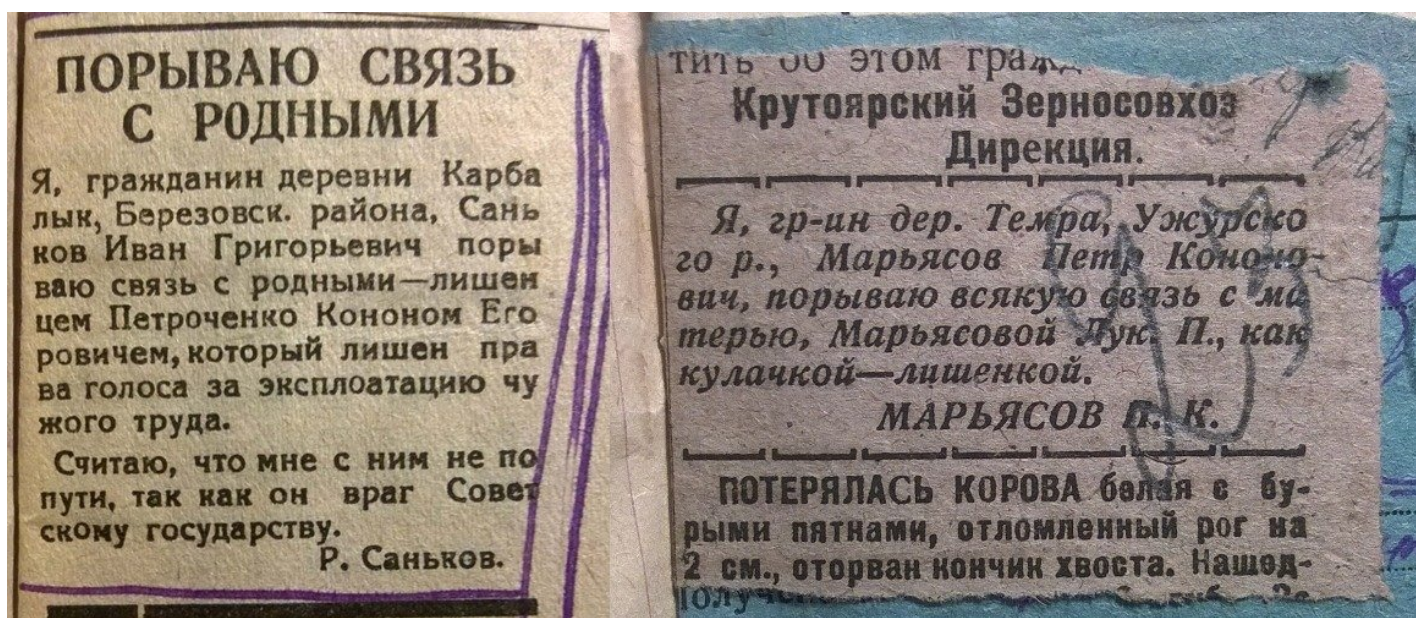 ПОРЫВАЮ СВЯЗЬ
С РОДНЫМИ
Я, гражданин деревни Карба
лык, Березовск. района, Сань
ков Иван Григорьевич поры
ваю связь с родными—лишен
цем Петроченко Кононом Его
ровичем, который лишен пра
ва голоса за эксплоатацию чу
жого труда.
Считаю, что мне с ним не по
пути, так как он враг Совет
скому государству.
Р. Саньков.
тить об этом
Крутоярский Зерносовхоз
Дирекция.
Я, гр-ин дер. Темра, Ужурско
го р., Марьясов Петр Кононо-
вич, порываю всякую связь с ма
терью, Марьясовой Лук. П., как
кулачкой—лишенкой.
МАРЬЯСОВ П. К.
ПОТЕРЯЛАСЬ КОРОВА белая с бу-
рыми пятнами, отломленный рог на
2 см., оторван кончик хвоста. Нашед-